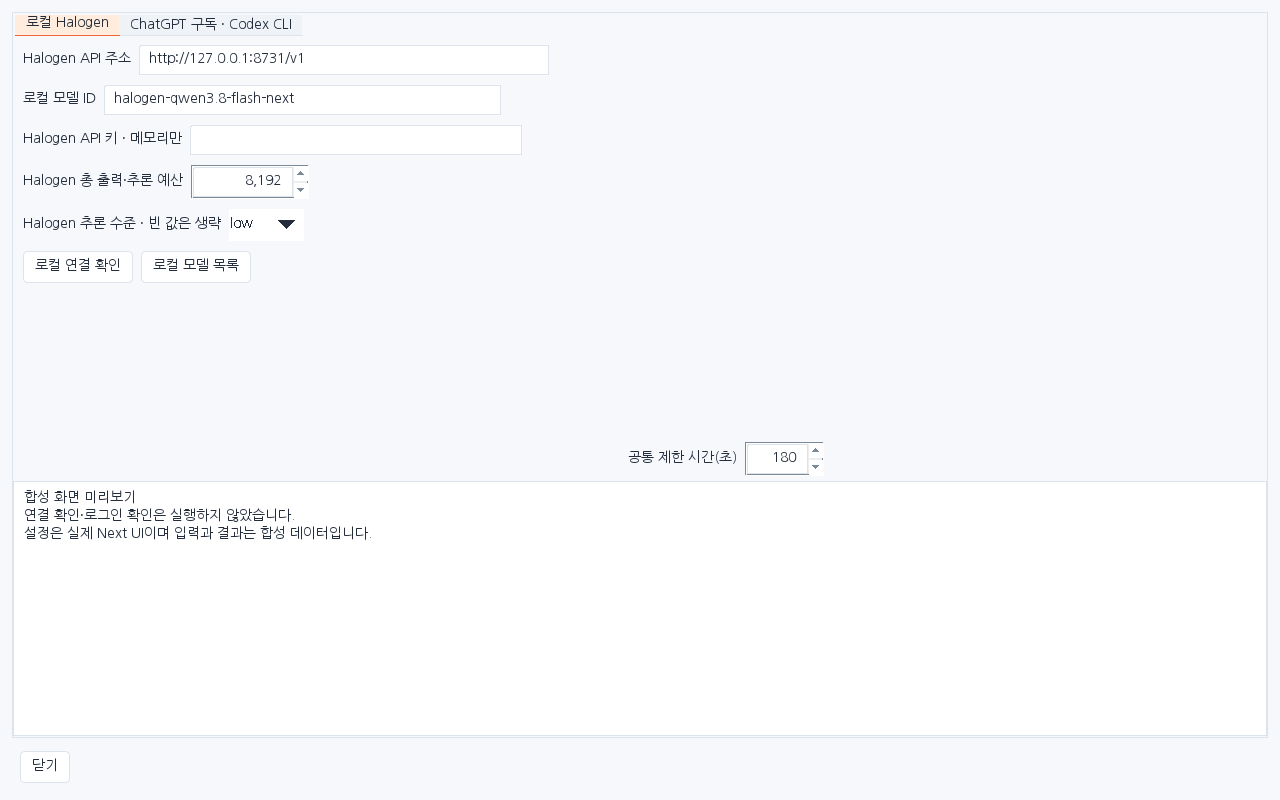 로컬 Halogen
ChatGPT 구독 · Codex CLI
Halogen API 주소 http://127.0.0.1:8731/v1
로컬 모델 ID halogen-qwen3.8-flash-next
Halogen API 키 · 메모리만
Halogen 총 출력·추론 예산 8,192
Halogen 추론 수준 · 빈 값은 생략 low
로컬 연결 확인
로컬 모델 목록
공통 제한 시간(초) 180
합성 화면 미리보기
연결 확인·로그인 확인은 실행하지 않았습니다.
설정은 실제 Next UI이며 입력과 결과는 합성 데이터입니다.
닫기